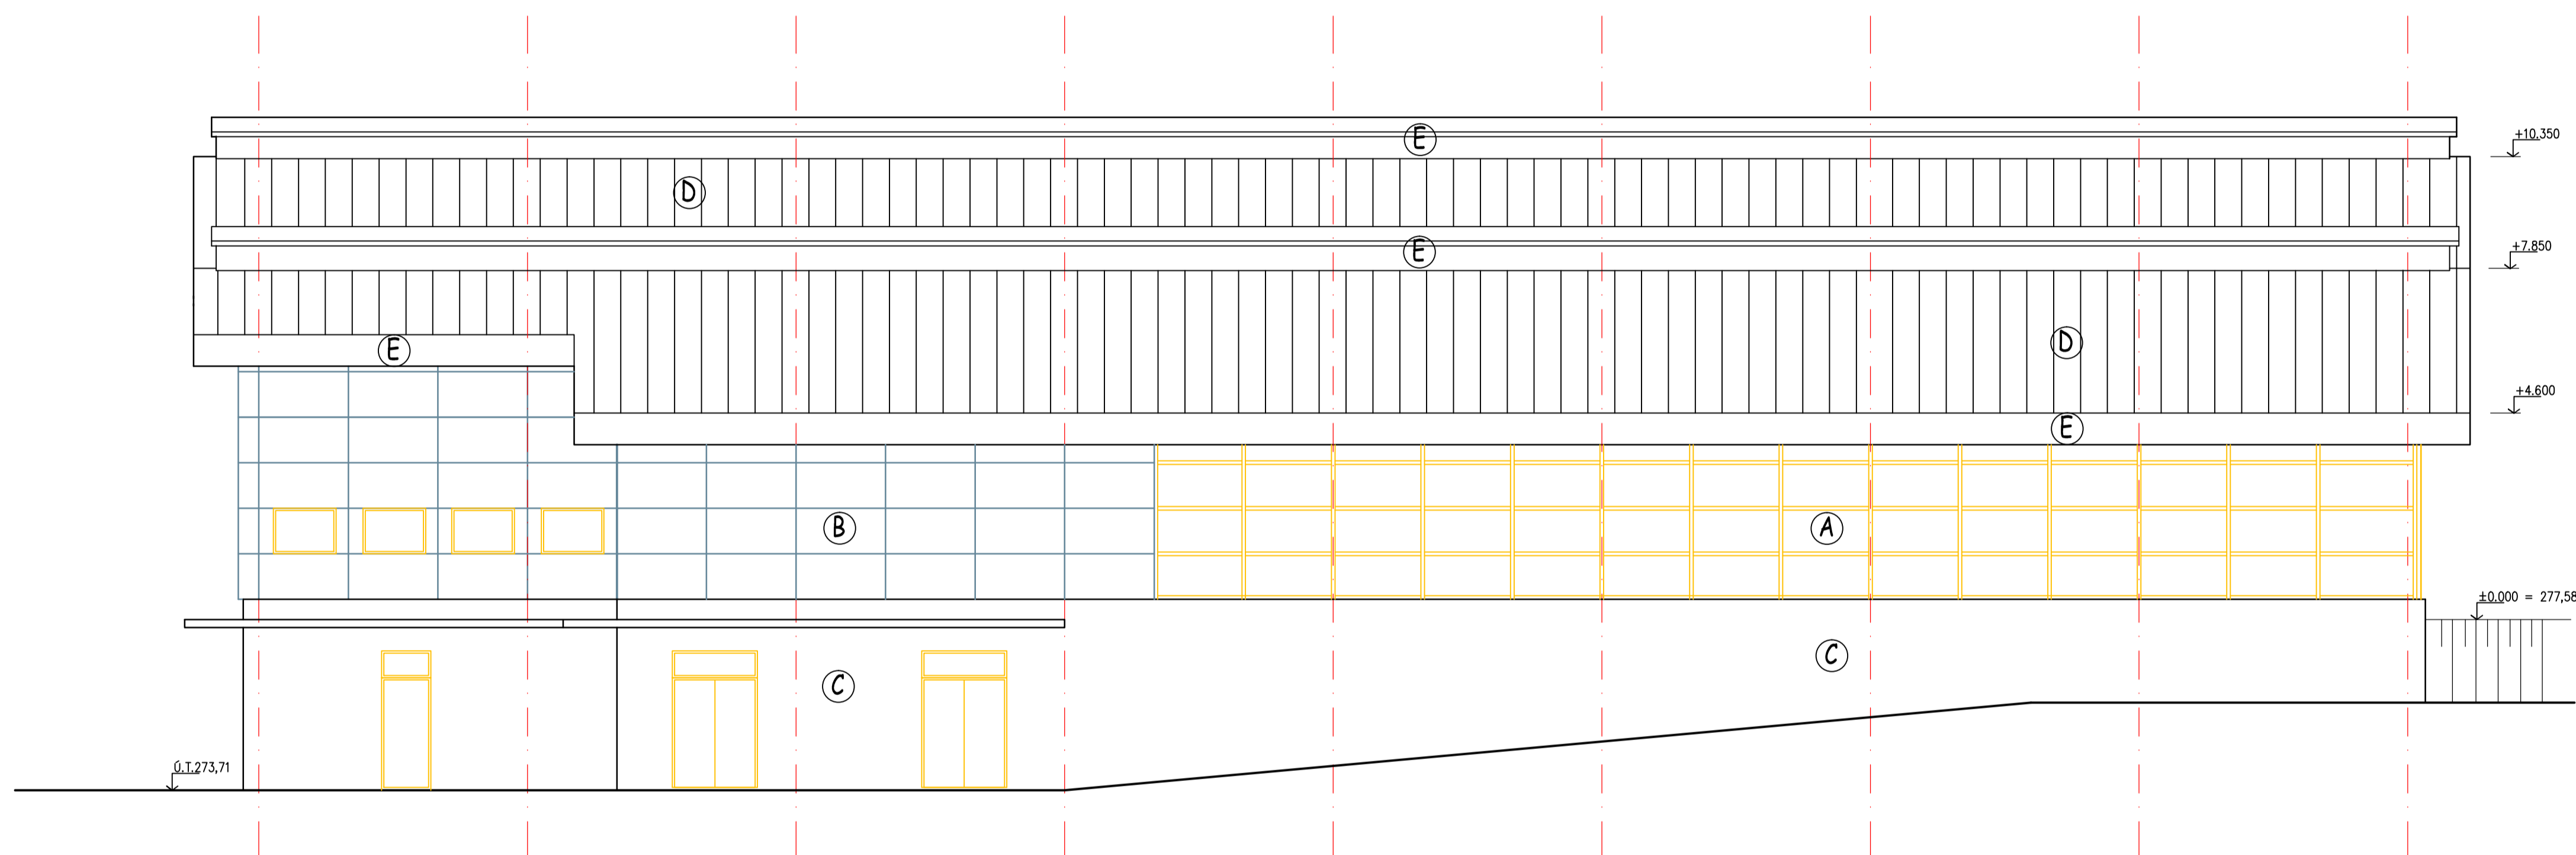 E
+10.350
D
E
+7.850
E
D
+4.600
E
B
A
±0.000 = 277,58
C
C
Ú.T.273,71